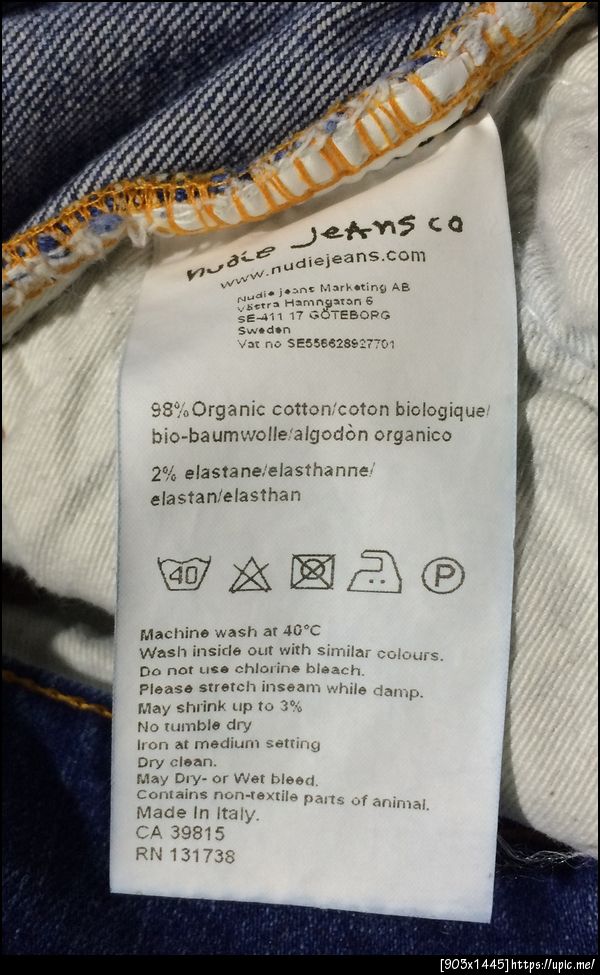 nudie jeans co
www.nudiejeans.com
Nudie jeans Marketing AB
Västra Hamngatan 6
SE-411 17 GÖTEBORG
Sweden
Vat no SE556628927701
98%Organic cotton/coton biologique/
bio-baumwolle/algodòn organico
2% elastane/elasthanne/
elastan/elasthan
40
P
Machine wash at 40°C
Wash inside out with similar colours.
Do not use chlorine bleach.
Please stretch inseam while damp.
May shrink up to 3%
No tumble dry
Iron at medium setting
Dry clean.
May Dry- or Wet bleed.
Contains non-textile parts of animal.
Made In Italy.
CA 39815
RN 131738
[903x1445]https://upic.me/